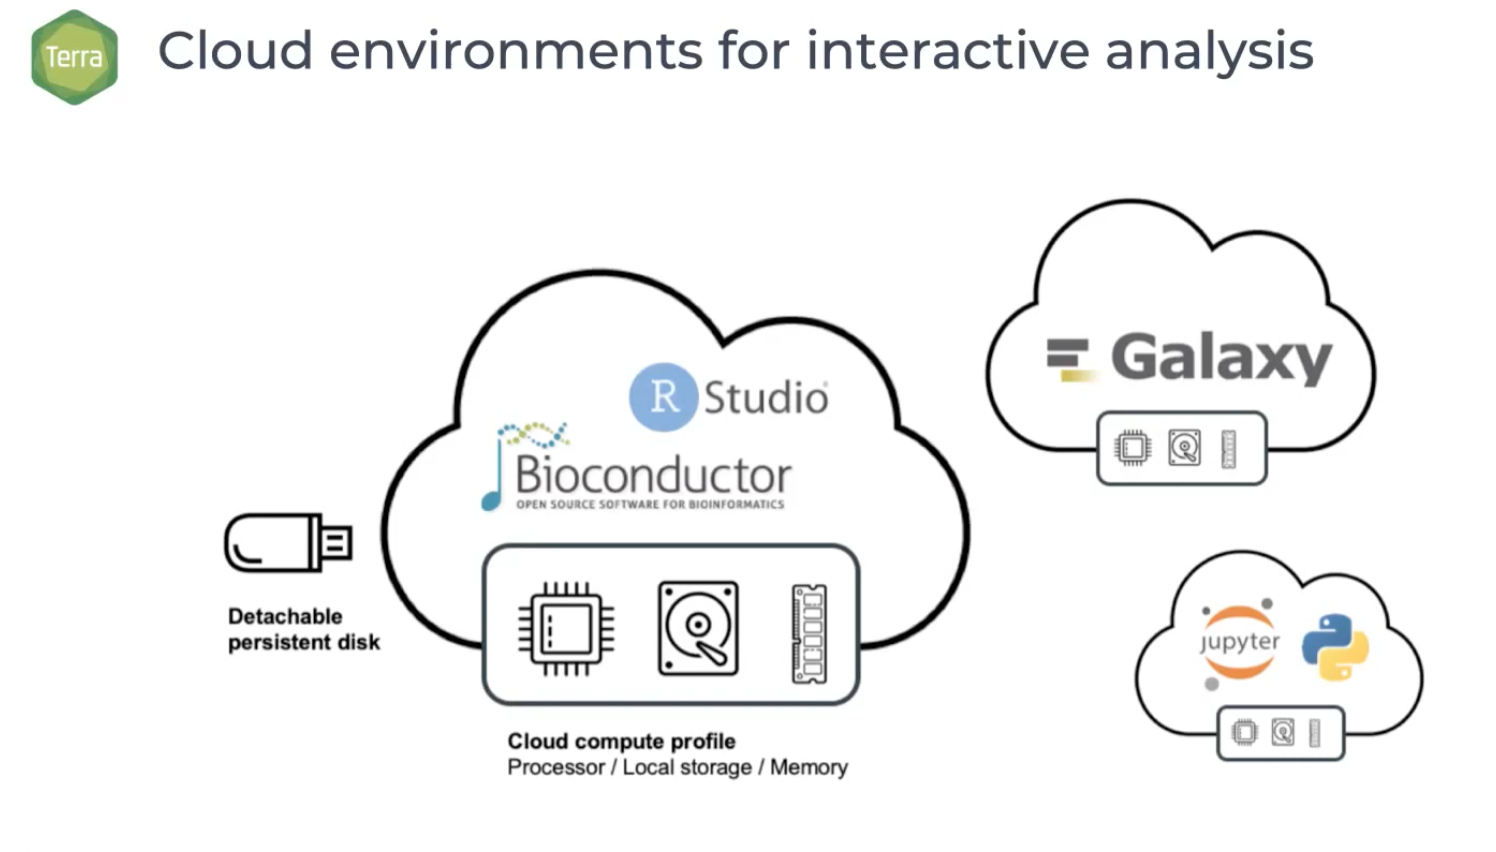 Terra
Cloud environments for interactive analysis
Galaxy
R Studio
Bioconductor
OPEN SOURCE SOFTWARE FOR BIOINFORMATICS
Detachable
persistent disk
jupyter
Cloud compute profile
Processor / Local storage / Memory